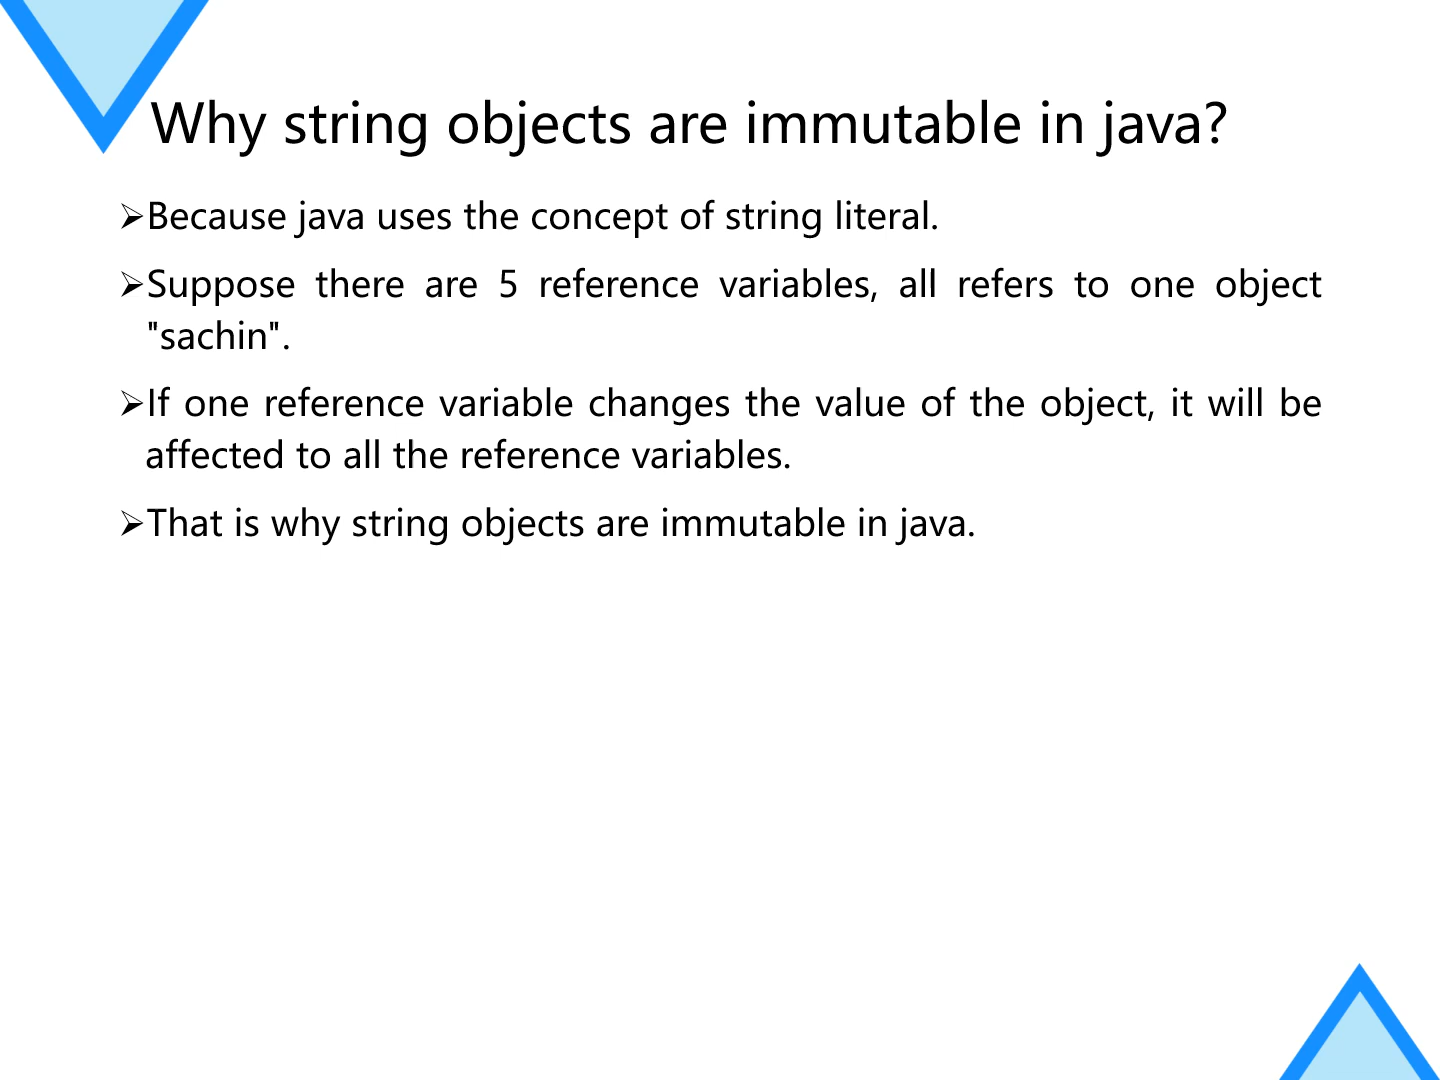 Why string objects are immutable in java?
➢Because java uses the concept of string literal.
➢Suppose there are 5 reference variables, all refers to one object
"sachin".
➢If one reference variable changes the value of the object, it will be
affected to all the reference variables.
➢That is why string objects are immutable in java.